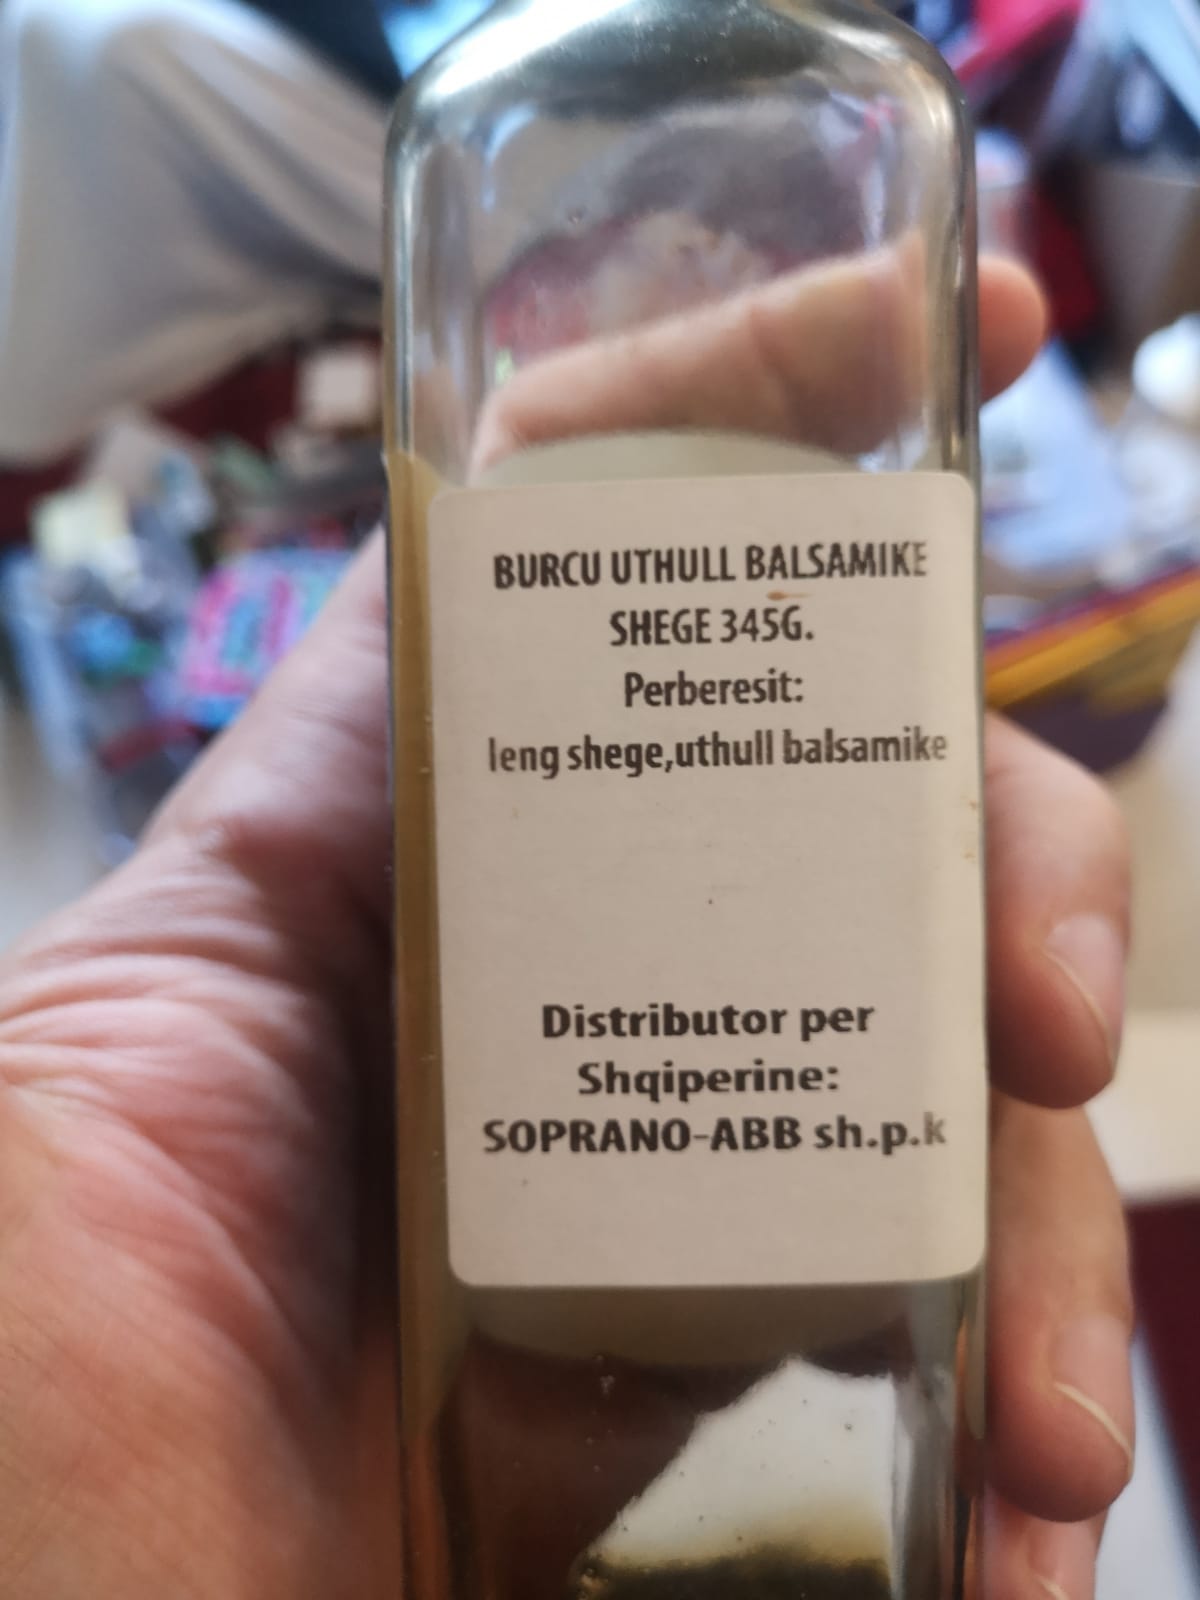 BURCU UTHULL BALSAMIKE
SHEGE 345G.
Perberesit:
leng shege,uthull balsamike
Distributor per
Shqiperine:
SOPRANO-ABB sh.p.k